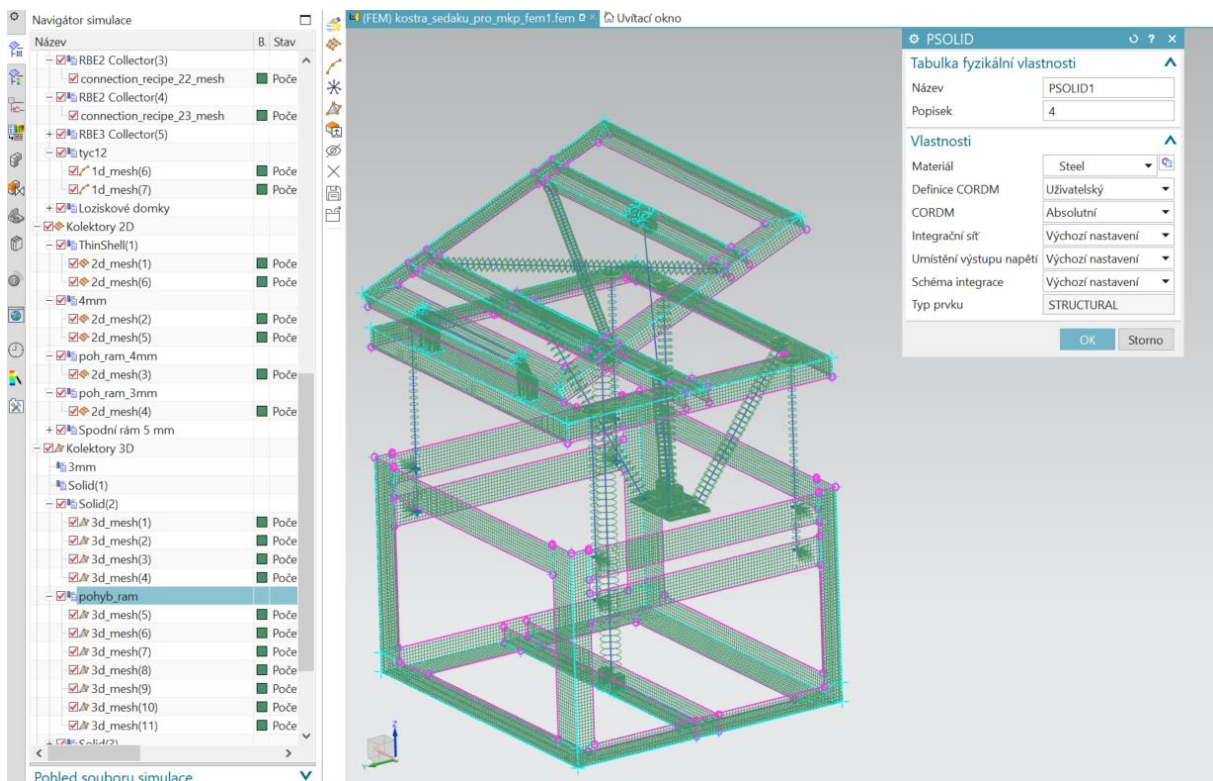 Navigátor simulace
Název B. Stav
RBE2 Collector(3)
connection_recipe_22_mesh Poče
RBE2 Collector(4)
connection_recipe_23_mesh Poče
RBE3 Collector(5)
tyc12
1d_mesh(6) Poče
1d_mesh(7) Poče
Loziskové domky
Kolektory 2D
ThinShell(1)
2d_mesh(1) Poče
2d_mesh(6) Poče
4mm
2d_mesh(2) Poče
2d_mesh(5) Poče
poh_ram_4mm
2d_mesh(3) Poče
poh_ram_3mm
2d_mesh(4) Poče
Spodní rám 5 mm
Kolektory 3D
3mm
Solid(1)
Solid(2)
3d_mesh(1) Poče
3d_mesh(2) Poče
3d_mesh(3) Poče
3d_mesh(4) Poče
pohyb_ram
3d_mesh(5) Poče
3d_mesh(6) Poče
3d_mesh(7) Poče
3d_mesh(8) Poče
3d_mesh(9) Poče
3d_mesh(10) Poče
3d_mesh(11) Poče
Solid(3)
Pohled souboru simulace
(FEM) kostra_sedaku_pro_mkp_fem1.fem Uvítací okno
PSOLID
Tabulka fyzikální vlastnosti
Název PSOLID1
Popisek 4
Vlastnosti
Materiál Steel
Definice CORDM Uživatelský
CORDM Absolutní
Integrační síť Výchozí nastavení
Umístění výstupu napětí Výchozí nastavení
Schéma integrace Výchozí nastavení
Typ prvku STRUCTURAL
OK Storno
Z
Y